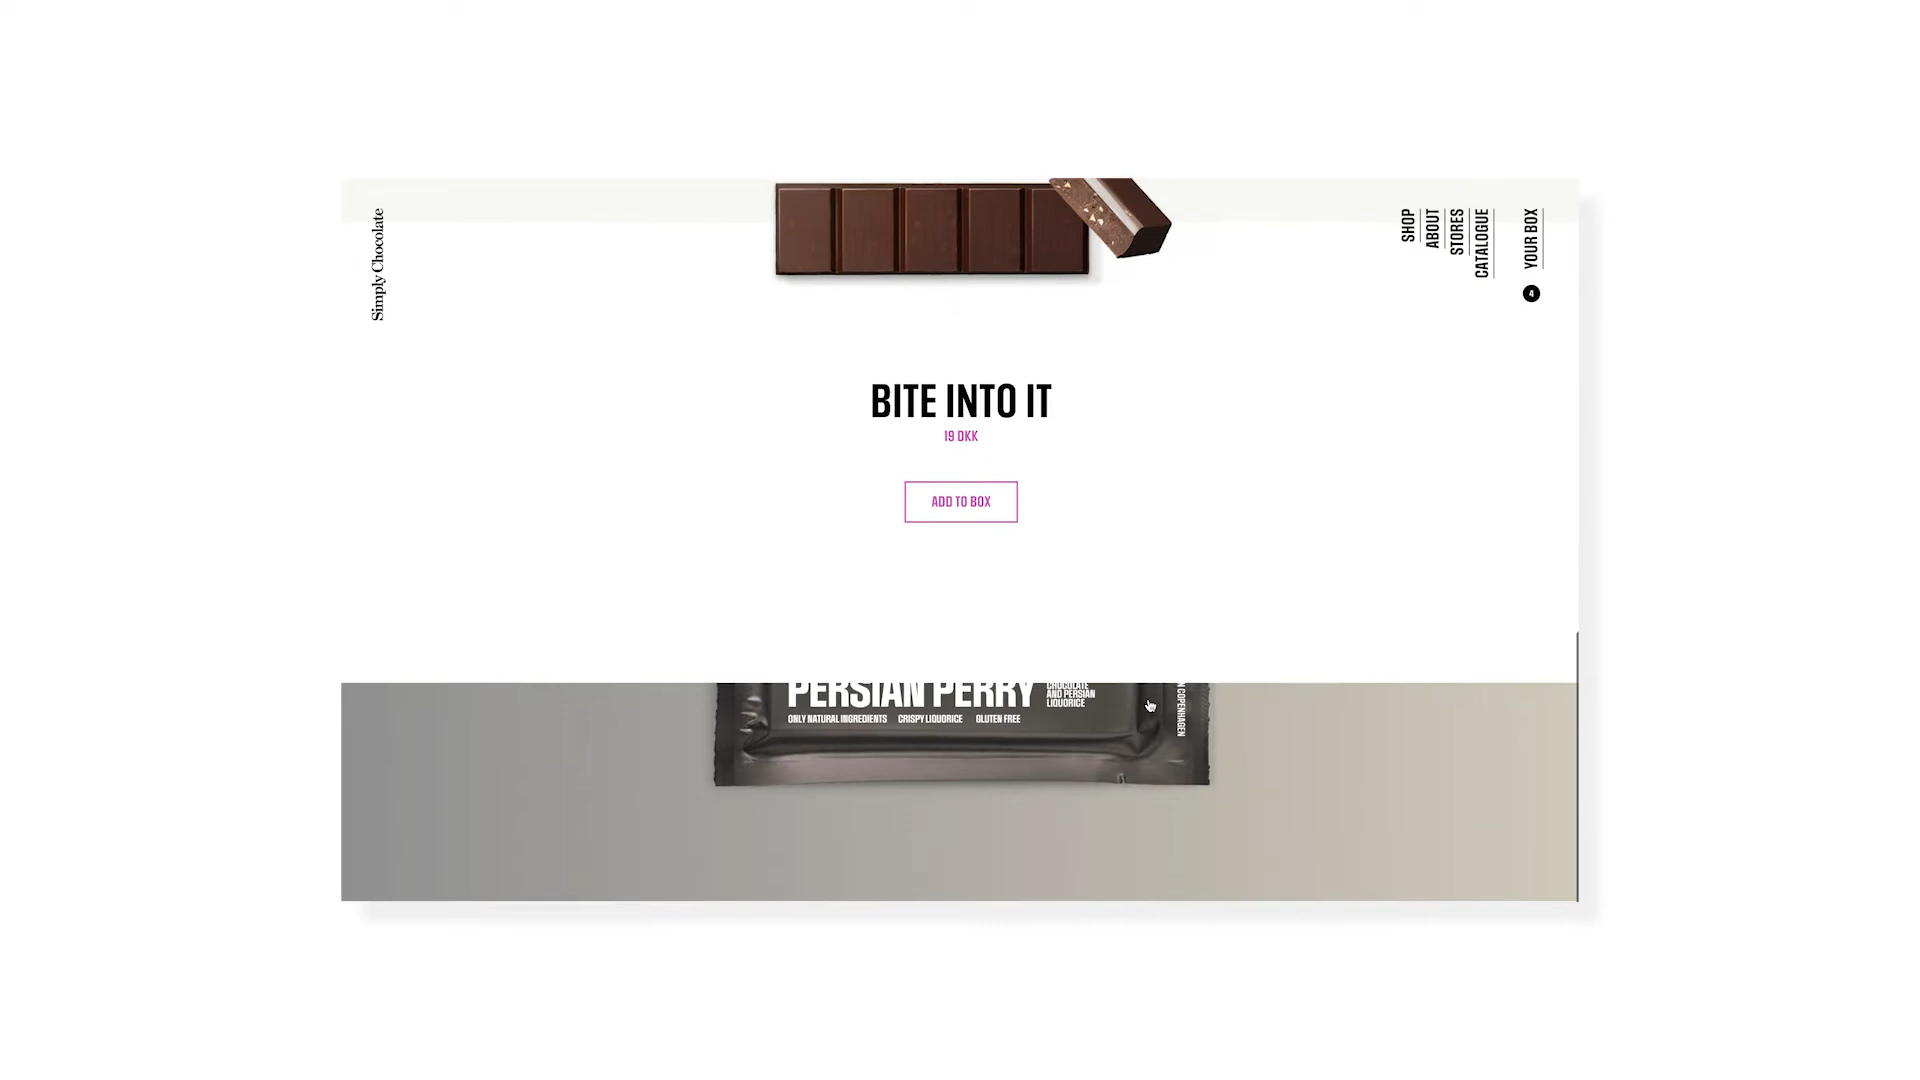 Simply Chocolate
SHOP
ABOUT
STORES
CATALOGUE
YOUR BOX
4
BITE INTO IT
19 DKK
ADD TO BOX
PERSIAN PERRY
CHOCOLATE
AND PERSIAN
LIQUORICE
ONLY NATURAL INGREDIENTS CRISPY LIQUORICE GLUTEN FREE
COPENHAGEN